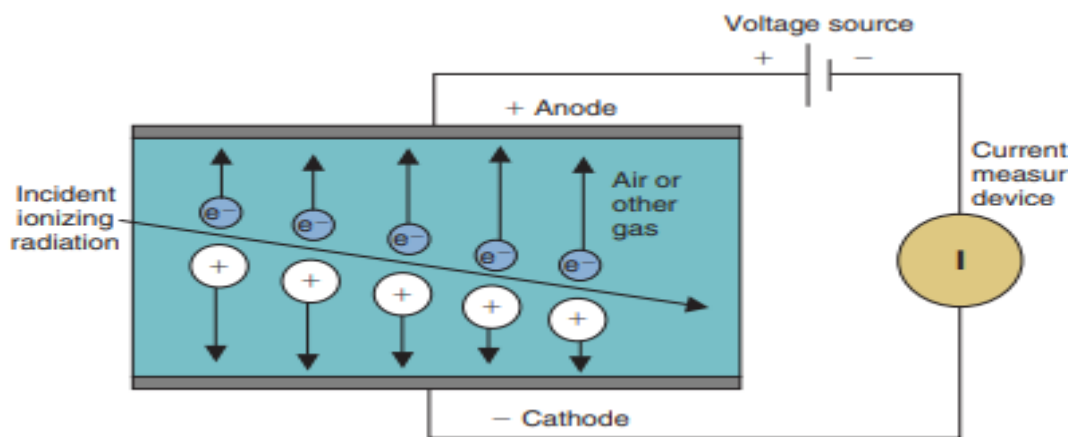 Voltage source
+ −
+ Anode
Incident
ionizing
radiation
Air or
other
gas
Current
measur
device
e− e− e− e− e−
+ + + + +
I
− Cathode